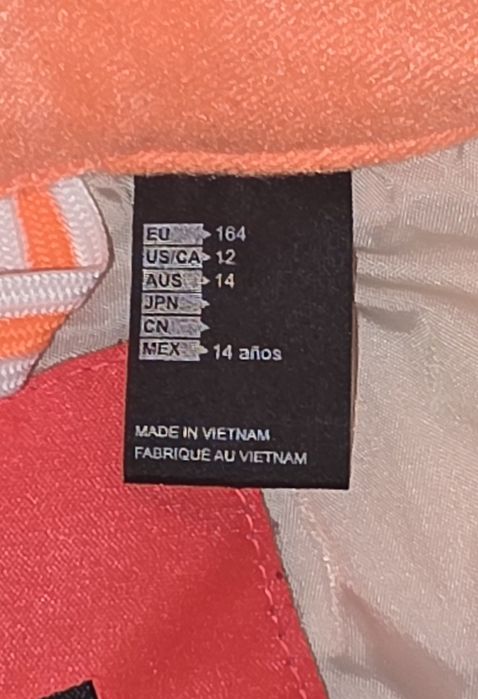 EU 164
US/CA 12
AUS 14
JPN
CN
MEX 14 años
MADE IN VIETNAM
FABRIQUÉ AU VIETNAM